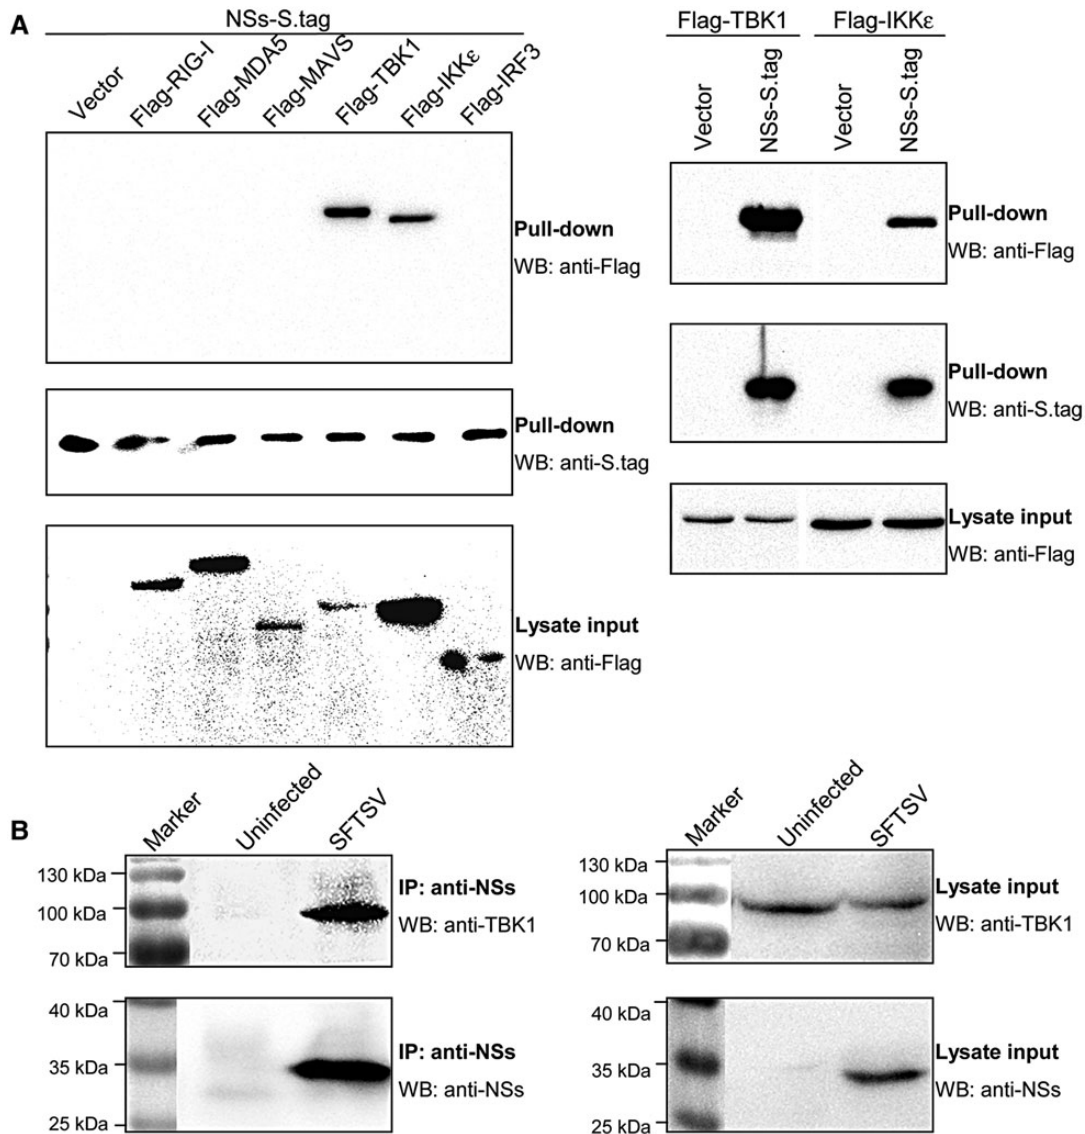 A
NSs-S.tag
Vector
Flag-RIG-I
Flag-MDA5
Flag-MAVS
Flag-TBK1
Flag-IKKε
Flag-IRF3
Pull-down
WB: anti-Flag
Pull-down
WB: anti-S.tag
Lysate input
WB: anti-Flag
Flag-TBK1
Flag-IKKε
Vector
NSs-S.tag
Vector
NSs-S.tag
Pull-down
WB: anti-Flag
Pull-down
WB: anti-S.tag
Lysate input
WB: anti-Flag
B
Marker
Uninfected
SFTSV
130 kDa
100 kDa
70 kDa
IP: anti-NSs
WB: anti-TBK1
40 kDa
35 kDa
25 kDa
IP: anti-NSs
WB: anti-NSs
Marker
Uninfected
SFTSV
130 kDa
100 kDa
70 kDa
Lysate input
WB: anti-TBK1
40 kDa
35 kDa
25 kDa
Lysate input
WB: anti-NSs